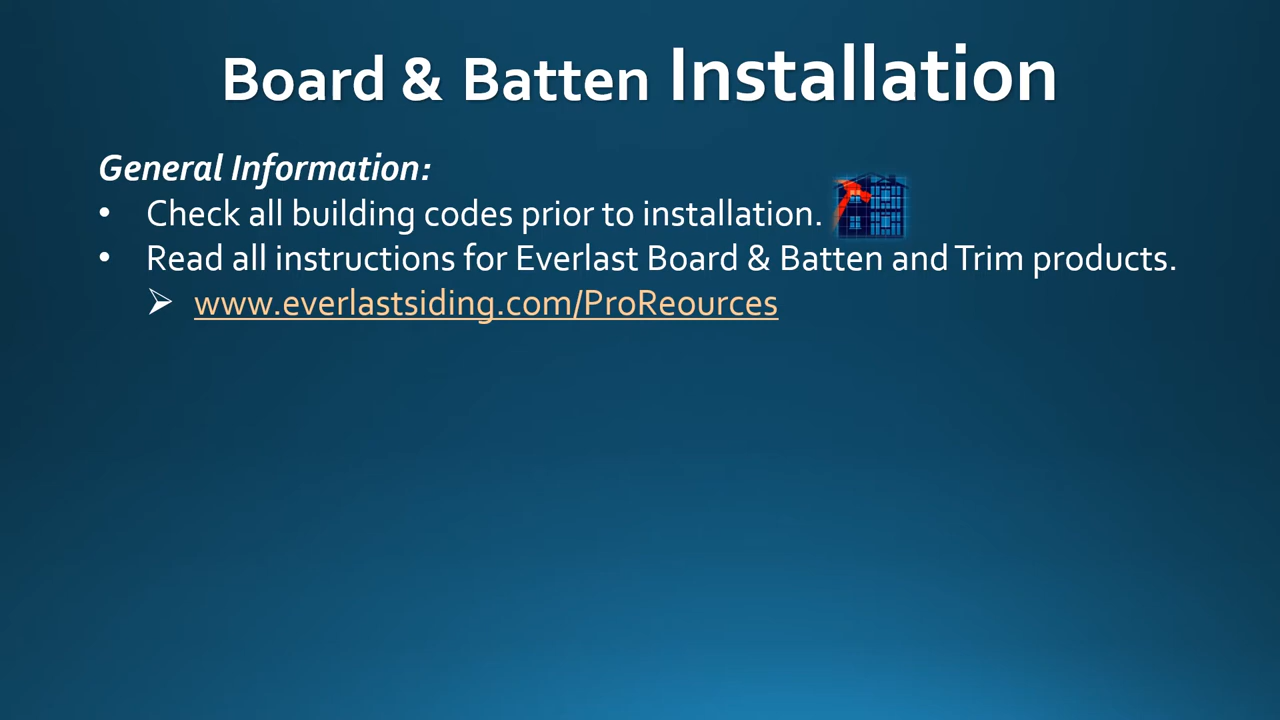 Board & Batten Installation
General Information:
• Check all building codes prior to installation.
• Read all instructions for Everlast Board & Batten and Trim products.
➢ www.everlastsiding.com/ProReources